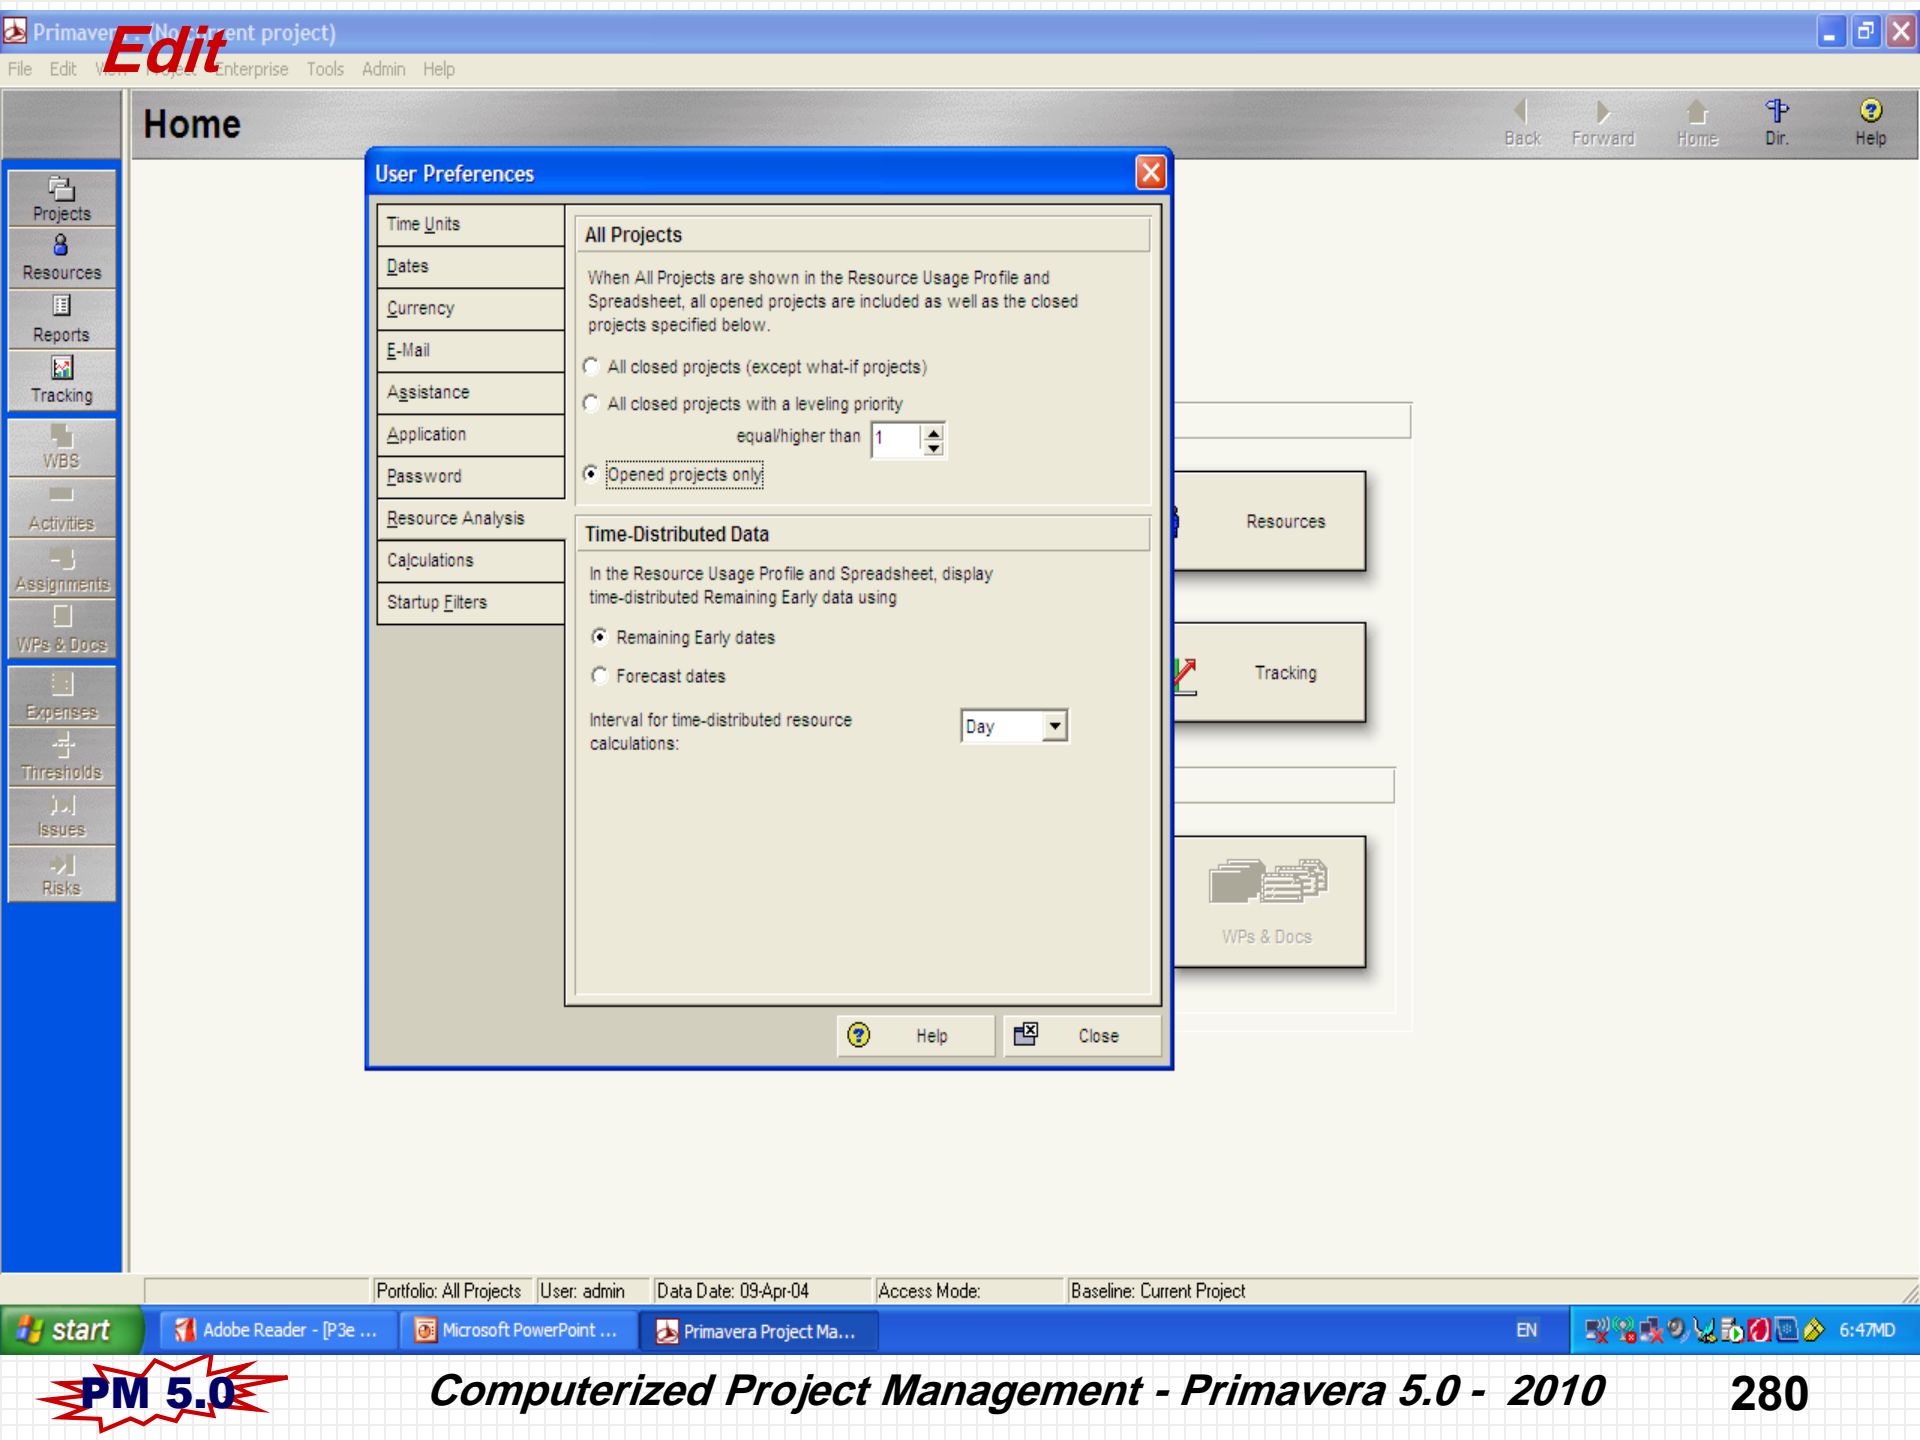 Edit
Primavera : (No current project)
File Edit View Project Enterprise Tools Admin Help
Home
Back Forward Home Dir. Help
Projects
Resources
Reports
Tracking
WBS
Activities
Assignments
WPs & Docs
Expenses
Thresholds
Issues
Risks
User Preferences
Time Units
Dates
Currency
E-Mail
Assistance
Application
Password
Resource Analysis
Calculations
Startup Filters
All Projects
When All Projects are shown in the Resource Usage Profile and
Spreadsheet, all opened projects are included as well as the closed
projects specified below.
All closed projects (except what-if projects)
All closed projects with a leveling priority
equal/higher than 1
Opened projects only
Time-Distributed Data
In the Resource Usage Profile and Spreadsheet, display
time-distributed Remaining Early data using
Remaining Early dates
Forecast dates
Interval for time-distributed resource
calculations:
Day
Help Close
Resources
Tracking
WPs & Docs
Portfolio: All Projects User: admin Data Date: 09-Apr-04 Access Mode: Baseline: Current Project
start Adobe Reader - [P3e ... Microsoft PowerPoint ... Primavera Project Ma... EN 6:47MD
PM 5.0 Computerized Project Management - Primavera 5.0 - 2010 280